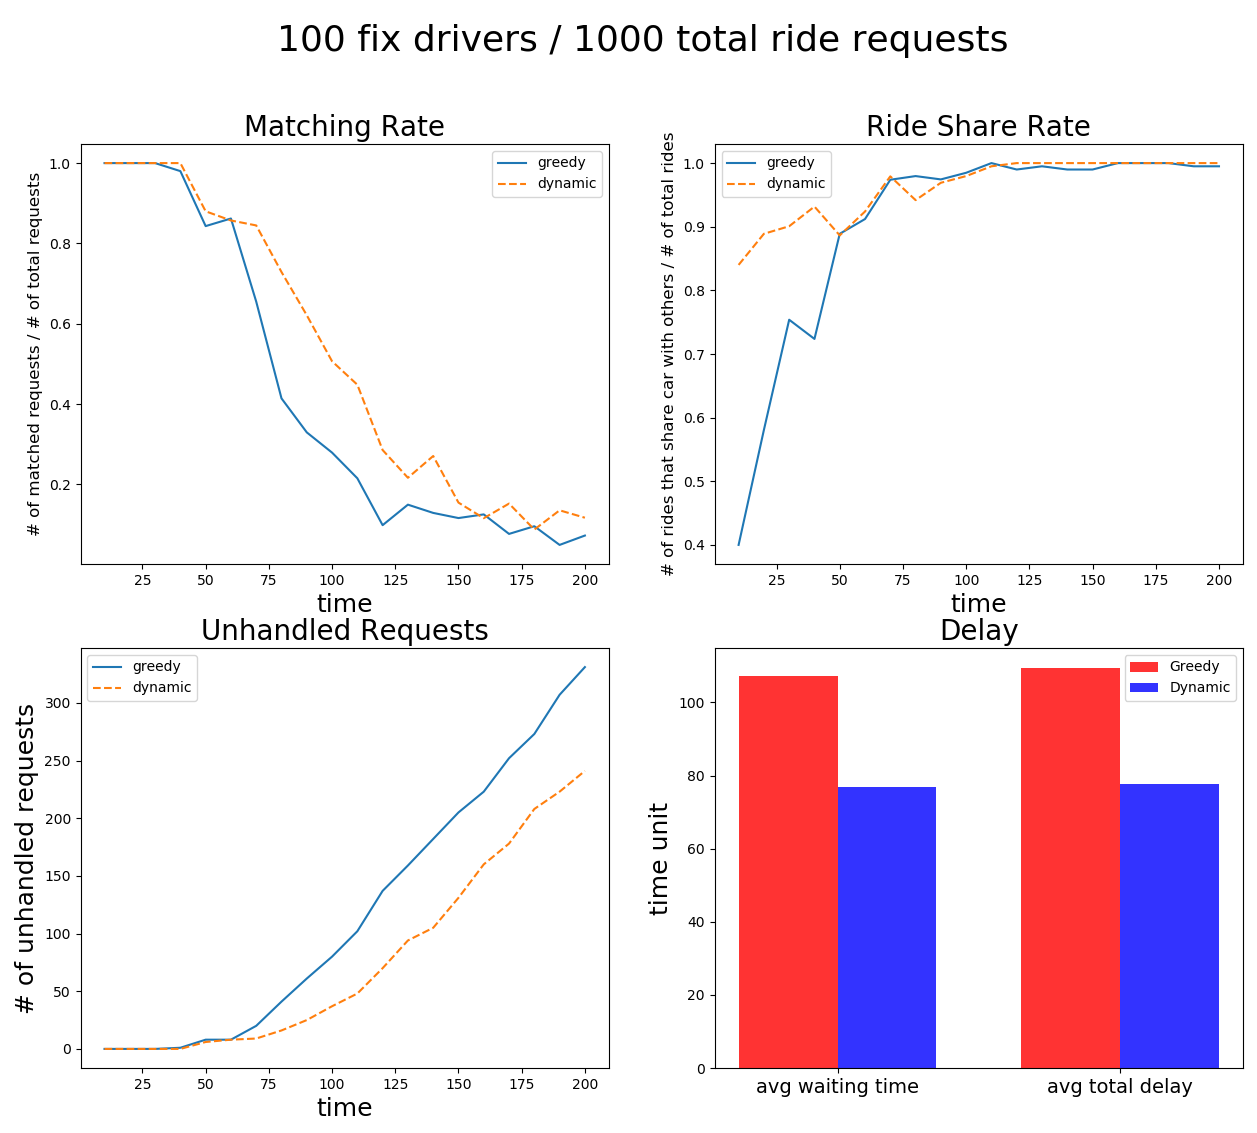 100 fix drivers / 1000 total ride requests
Matching Rate
# of matched requests / # of total requests
1.0
0.8
0.6
0.4
0.2
greedy
dynamic
25
50
75
100
125
150
175
200
time
Ride Share Rate
# of rides that share car with others / # of total rides
1.0
0.9
0.8
0.7
0.6
0.5
0.4
greedy
dynamic
25
50
75
100
125
150
175
200
time
Unhandled Requests
# of unhandled requests
300
250
200
150
100
50
0
greedy
dynamic
25
50
75
100
125
150
175
200
time
Delay
time unit
100
80
60
40
20
0
Greedy
Dynamic
avg waiting time
avg total delay